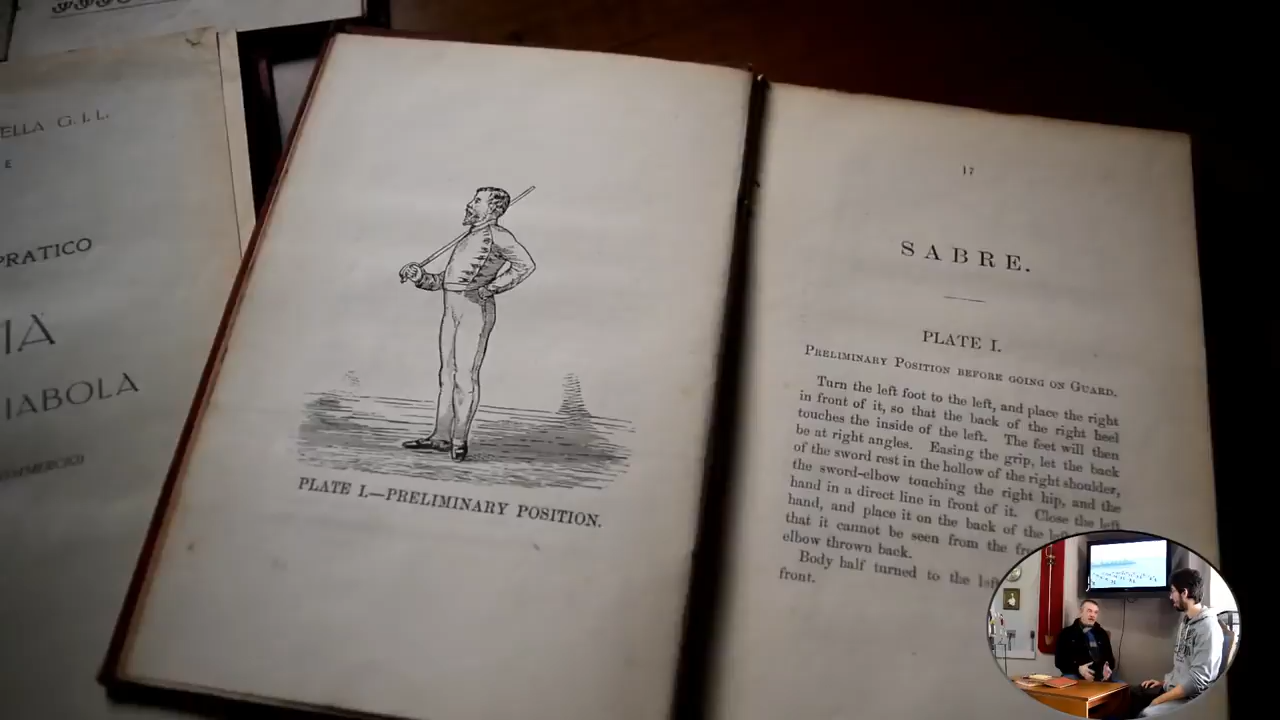 ELLA G.I.L.
E
PRATICO
IA
IABOLA
PLATE I.—PRELIMINARY POSITION.
17
SABRE.
PLATE I.
PRELIMINARY POSITION BEFORE GOING ON GUARD.
Turn the left foot to the left, and place the right
in front of it, so that the back of the right heel
touches the inside of the left. The feet will then
be at right angles. Easing the grip, let the back
of the sword rest in the hollow of the right shoulder,
the sword-elbow touching the right hip, and the
hand in a direct line in front of it. Close the left
hand, and place it on the back of the
that it cannot be seen from the
elbow thrown back.
Body half turned to the
front.